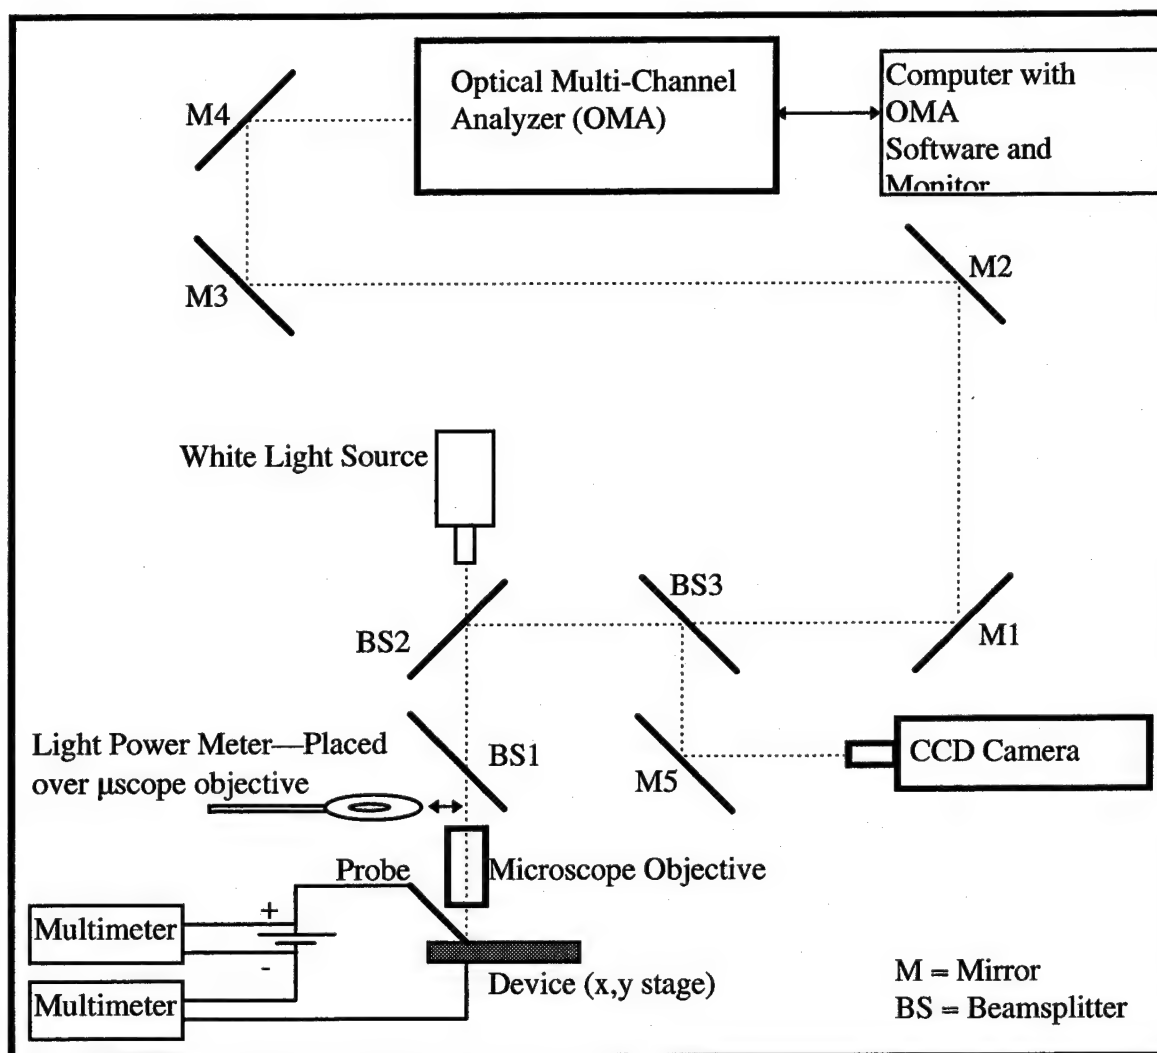 Optical Multi-Channel
Analyzer (OMA)
Computer with
OMA
Software and
Monitor
M4
M3
M2
White Light Source
BS3
BS2
M1
Light Power Meter—Placed
over μscope objective
BS1
M5
CCD Camera
Probe
Microscope Objective
+
Multimeter
-
Multimeter
Device (x,y stage)
M = Mirror
BS = Beamsplitter